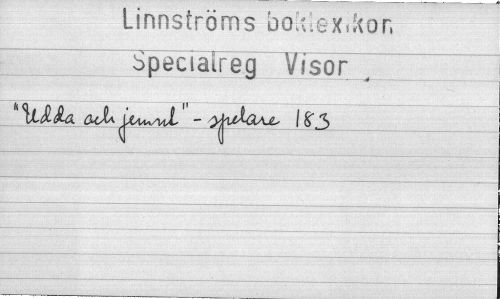 Linnströms boklexikon
Specialreg Visor
"Udda och jemnt" - spelare 183